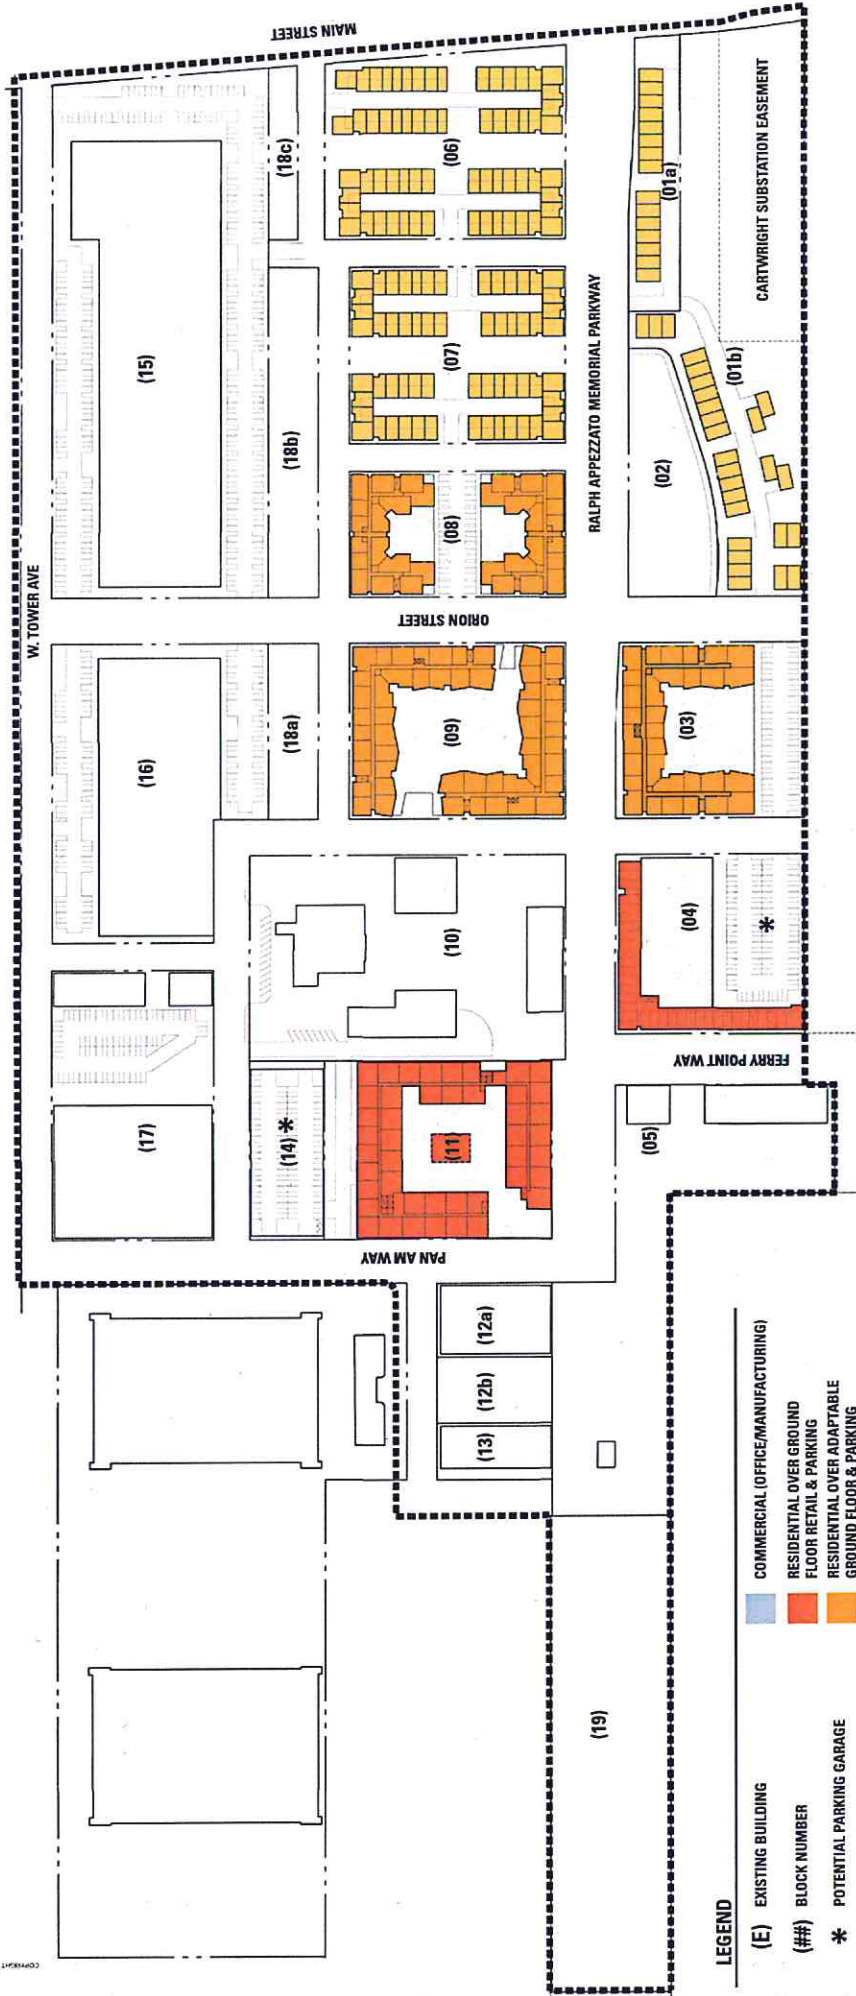 MAIN STREET
W. TOWER AVE
(15)
(18c)
(06)
(01a)
CARTWRIGHT SUBSTATION EASEMENT
(18b)
(07)
RALPH APPEZZATO MEMORIAL PARKWAY
(01b)
(08)
(02)
ORION STREET
(16)
(18a)
(09)
(03)
(10)
(04)
*
FERRY POINT WAY
(17)
(14) *
(11)
(05)
PAN AM WAY
(12a)
(12b)
(13)
(19)
LEGEND
(E) EXISTING BUILDING
(##) BLOCK NUMBER
* POTENTIAL PARKING GARAGE
COMMERCIAL (OFFICE/MANUFACTURING)
RESIDENTIAL OVER GROUND
FLOOR RETAIL & PARKING
RESIDENTIAL OVER ADAPTABLE
GROUND FLOOR & PARKING
COPYRIGHT